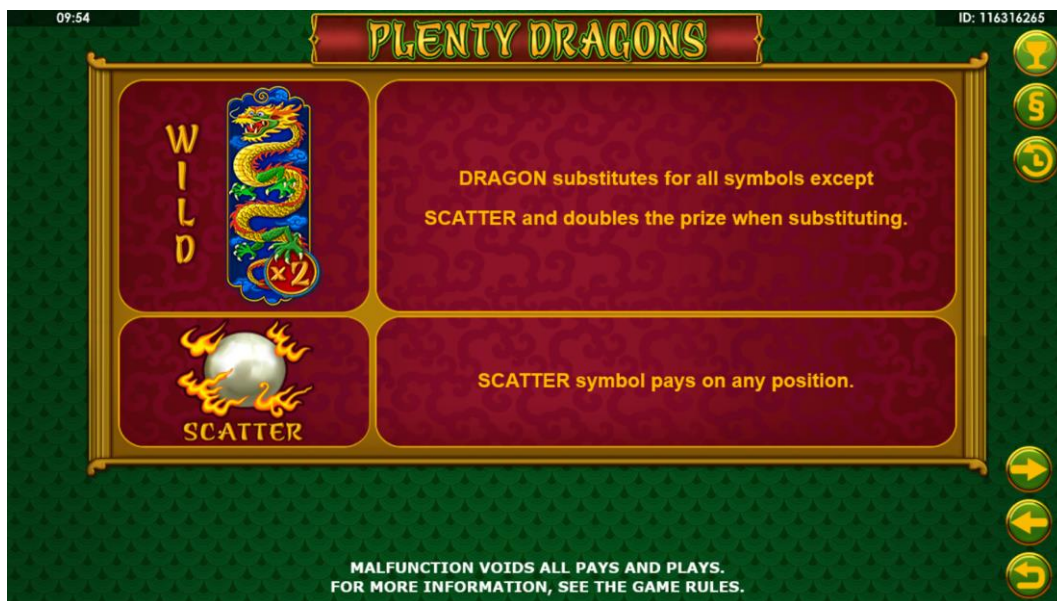 09:54
ID: 116316265
PLENTY DRAGONS
WILD
x2
DRAGON substitutes for all symbols except
SCATTER and doubles the prize when substituting.
SCATTER
SCATTER symbol pays on any position.
§
MALFUNCTION VOIDS ALL PAYS AND PLAYS.
FOR MORE INFORMATION, SEE THE GAME RULES.